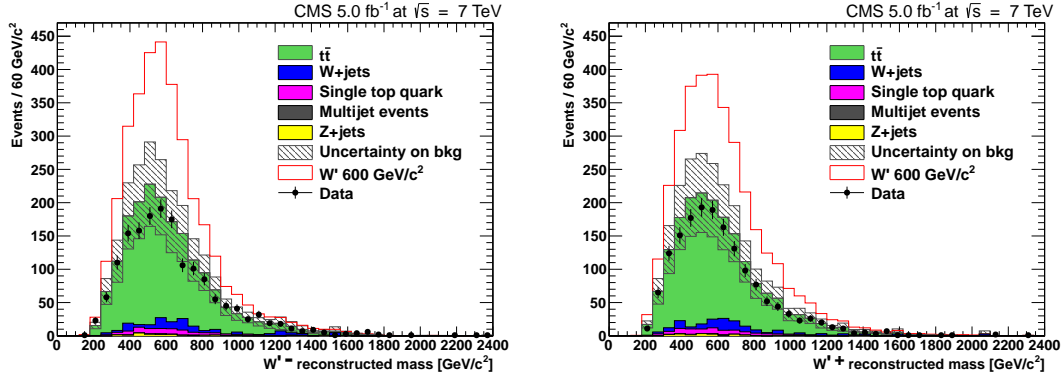 CMS 5.0 fb⁻¹ at √s = 7 TeV
Events / 60 GeV/c²
450
400
350
300
250
200
150
100
50
0
tt̄
W+jets
Single top quark
Multijet events
Z+jets
Uncertainty on bkg
W' 600 GeV/c²
Data
0 200 400 600 800 1000 1200 1400 1600 1800 2000 2200 2400
W' − reconstructed mass [GeV/c²]
CMS 5.0 fb⁻¹ at √s = 7 TeV
Events / 60 GeV/c²
450
400
350
300
250
200
150
100
50
0
tt̄
W+jets
Single top quark
Multijet events
Z+jets
Uncertainty on bkg
W' 600 GeV/c²
Data
0 200 400 600 800 1000 1200 1400 1600 1800 2000 2200 2400
W' + reconstructed mass [GeV/c²]